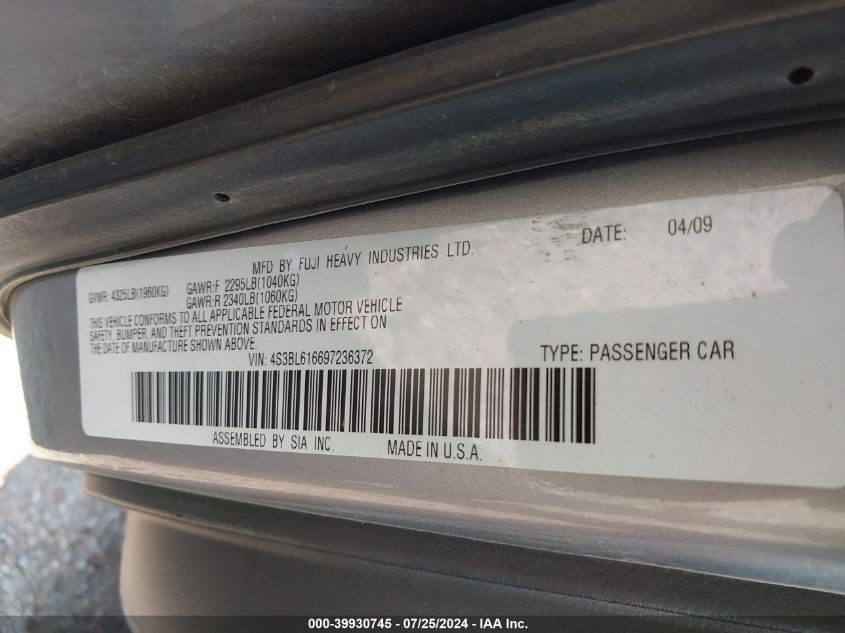 MFD BY FUJI HEAVY INDUSTRIES LTD.
DATE: 04/09
GVWR: 4325LB(1960KG)
GAWR:F 2295LB(1040KG)
GAWR:R 2340LB(1060KG)
THIS VEHICLE CONFORMS TO ALL APPLICABLE FEDERAL MOTOR VEHICLE
SAFETY, BUMPER, AND THEFT PREVENTION STANDARDS IN EFFECT ON
THE DATE OF MANUFACTURE SHOWN ABOVE.
VIN: 4S3BL616697236372
TYPE: PASSENGER CAR
ASSEMBLED BY SIA INC.
MADE IN U.S.A.
000-39930745 - 07/25/2024 - IAA Inc.